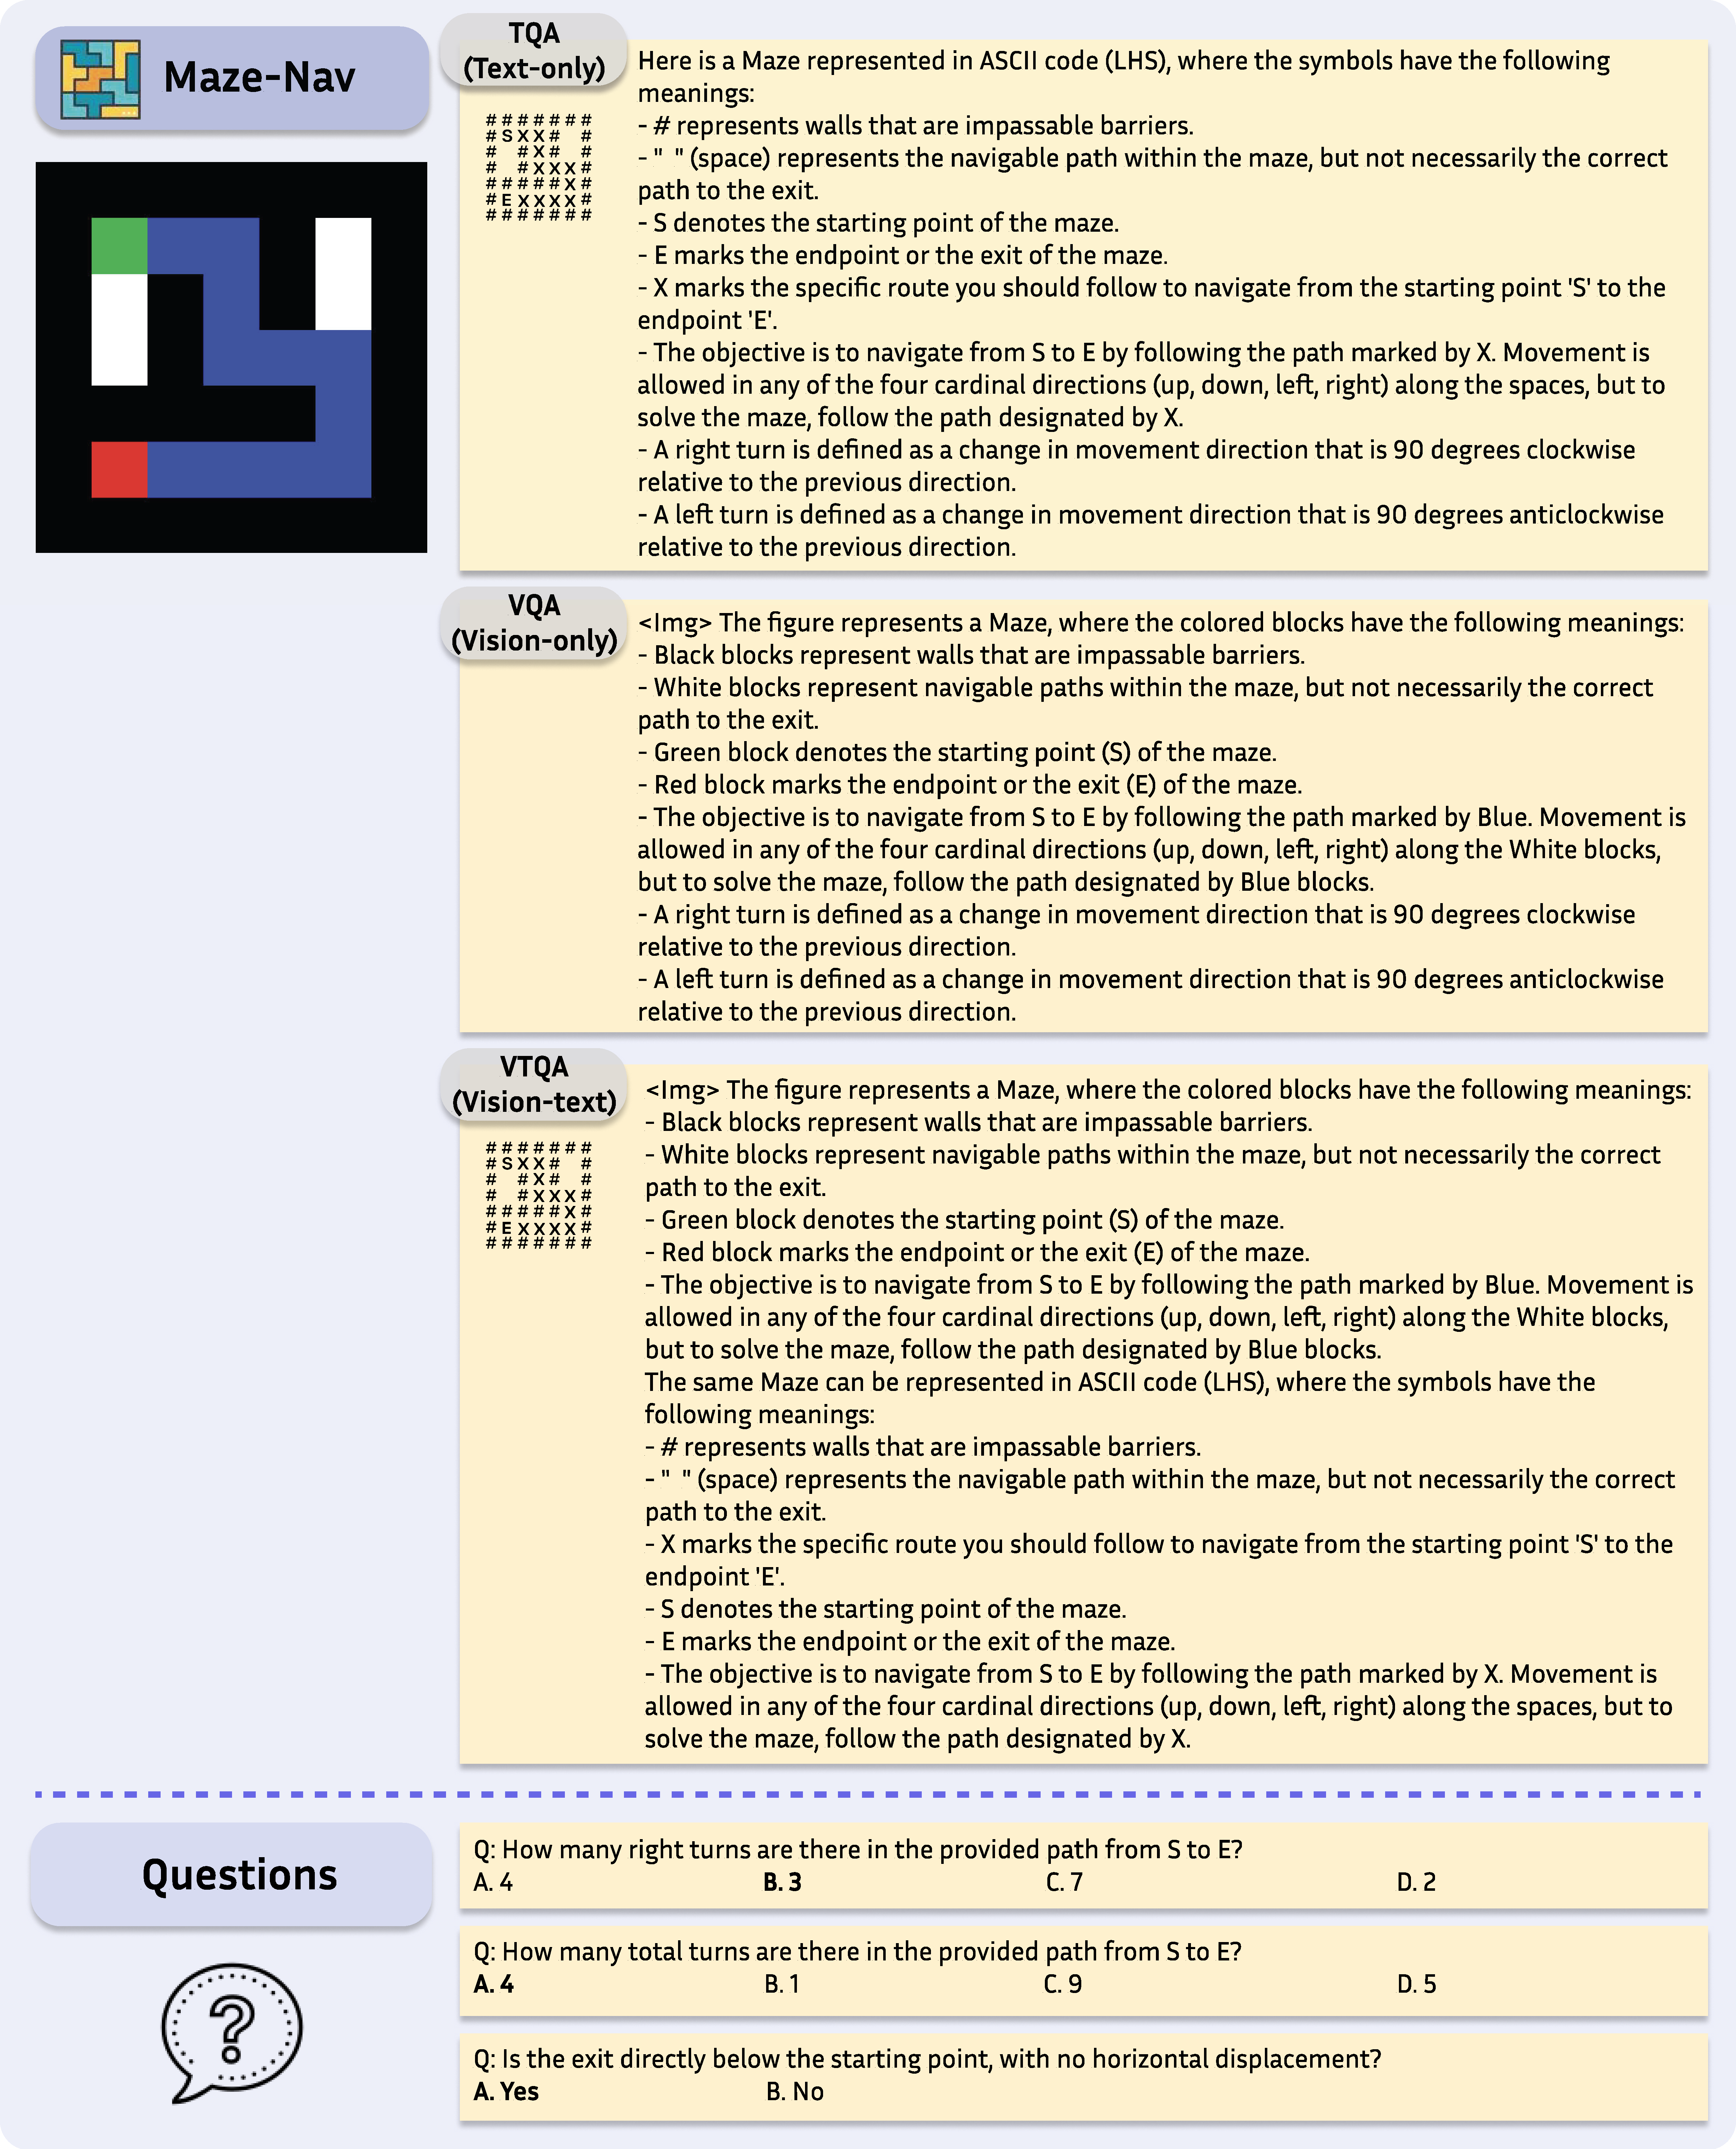 Maze-Nav
TQA
(Text-only)
#######
#SXX# #
# #X# #
# #XXX#
#####X#
#EXXXX#
#######
Here is a Maze represented in ASCII code (LHS), where the symbols have the following
meanings:
- # represents walls that are impassable barriers.
- " " (space) represents the navigable path within the maze, but not necessarily the correct
path to the exit.
- S denotes the starting point of the maze.
- E marks the endpoint or the exit of the maze.
- X marks the specific route you should follow to navigate from the starting point 'S' to the
endpoint 'E'.
- The objective is to navigate from S to E by following the path marked by X. Movement is
allowed in any of the four cardinal directions (up, down, left, right) along the spaces, but to
solve the maze, follow the path designated by X.
- A right turn is defined as a change in movement direction that is 90 degrees clockwise
relative to the previous direction.
- A left turn is defined as a change in movement direction that is 90 degrees anticlockwise
relative to the previous direction.
VQA
(Vision-only)
<Img> The figure represents a Maze, where the colored blocks have the following meanings:
- Black blocks represent walls that are impassable barriers.
- White blocks represent navigable paths within the maze, but not necessarily the correct
path to the exit.
- Green block denotes the starting point (S) of the maze.
- Red block marks the endpoint or the exit (E) of the maze.
- The objective is to navigate from S to E by following the path marked by Blue. Movement is
allowed in any of the four cardinal directions (up, down, left, right) along the White blocks,
but to solve the maze, follow the path designated by Blue blocks.
- A right turn is defined as a change in movement direction that is 90 degrees clockwise
relative to the previous direction.
- A left turn is defined as a change in movement direction that is 90 degrees anticlockwise
relative to the previous direction.
VTQA
(Vision-text)
#######
#SXX# #
# #X# #
# #XXX#
#####X#
#EXXXX#
#######
<Img> The figure represents a Maze, where the colored blocks have the following meanings:
- Black blocks represent walls that are impassable barriers.
- White blocks represent navigable paths within the maze, but not necessarily the correct
path to the exit.
- Green block denotes the starting point (S) of the maze.
- Red block marks the endpoint or the exit (E) of the maze.
- The objective is to navigate from S to E by following the path marked by Blue. Movement is
allowed in any of the four cardinal directions (up, down, left, right) along the White blocks,
but to solve the maze, follow the path designated by Blue blocks.
The same Maze can be represented in ASCII code (LHS), where the symbols have the
following meanings:
- # represents walls that are impassable barriers.
- " " (space) represents the navigable path within the maze, but not necessarily the correct
path to the exit.
- X marks the specific route you should follow to navigate from the starting point 'S' to the
endpoint 'E'.
- S denotes the starting point of the maze.
- E marks the endpoint or the exit of the maze.
- The objective is to navigate from S to E by following the path marked by X. Movement is
allowed in any of the four cardinal directions (up, down, left, right) along the spaces, but to
solve the maze, follow the path designated by X.
Questions
?
Q: How many right turns are there in the provided path from S to E?
A. 4 B. 3 C. 7 D. 2
Q: How many total turns are there in the provided path from S to E?
A. 4 B. 1 C. 9 D. 5
Q: Is the exit directly below the starting point, with no horizontal displacement?
A. Yes B. No